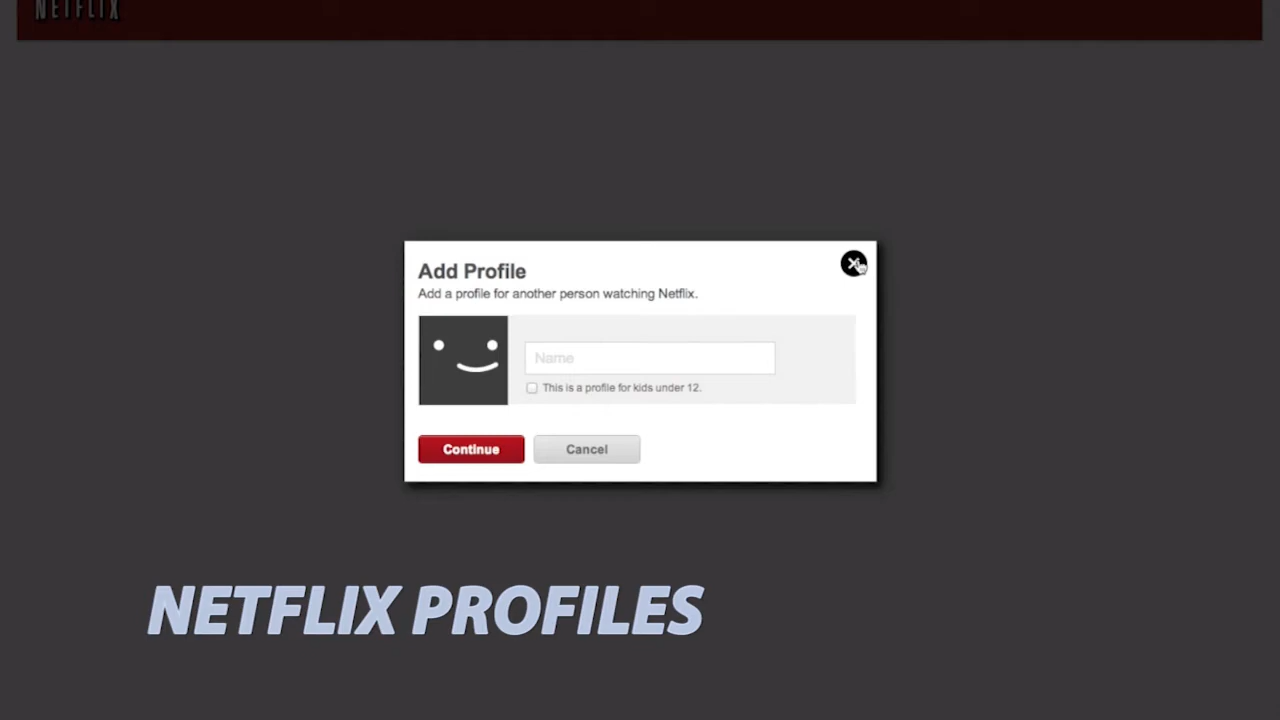 NETFLIX
Add Profile
Add a profile for another person watching Netflix.
Name
This is a profile for kids under 12.
Continue
Cancel
NETFLIX PROFILES